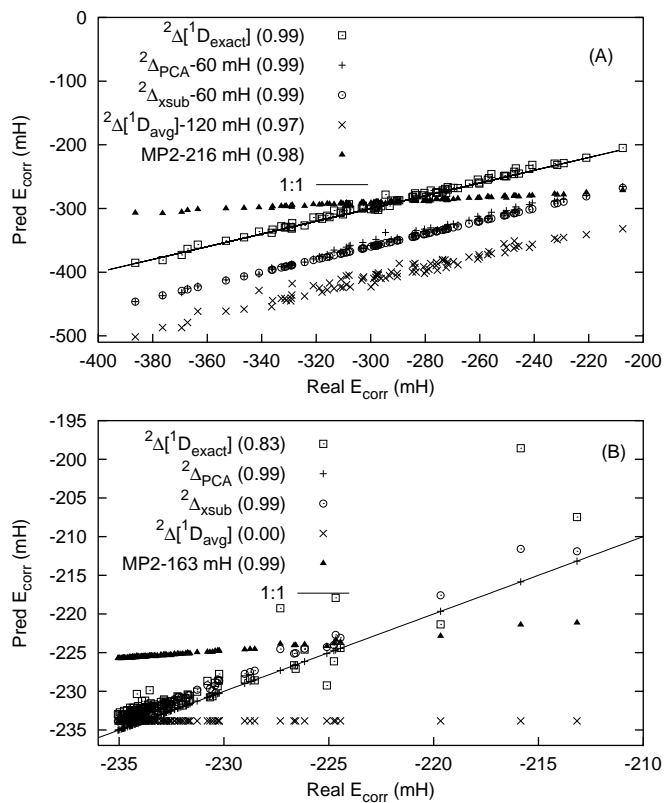 0
-100
-200
-300
-400
-500
Pred E_corr (mH)
²Δ[¹D_exact] (0.99)
²Δ_PCA-60 mH (0.99)
²Δ_xsub-60 mH (0.99)
²Δ[¹D_avg]-120 mH (0.97)
MP2-216 mH (0.98)
1:1
(A)
-400 -380 -360 -340 -320 -300 -280 -260 -240 -220 -200
Real E_corr (mH)
-195
-200
-205
-210
-215
-220
-225
-230
-235
Pred E_corr (mH)
²Δ[¹D_exact] (0.83)
²Δ_PCA (0.99)
²Δ_xsub (0.99)
²Δ[¹D_avg] (0.00)
MP2-163 mH (0.99)
1:1
(B)
-235 -230 -225 -220 -215 -210
Real E_corr (mH)